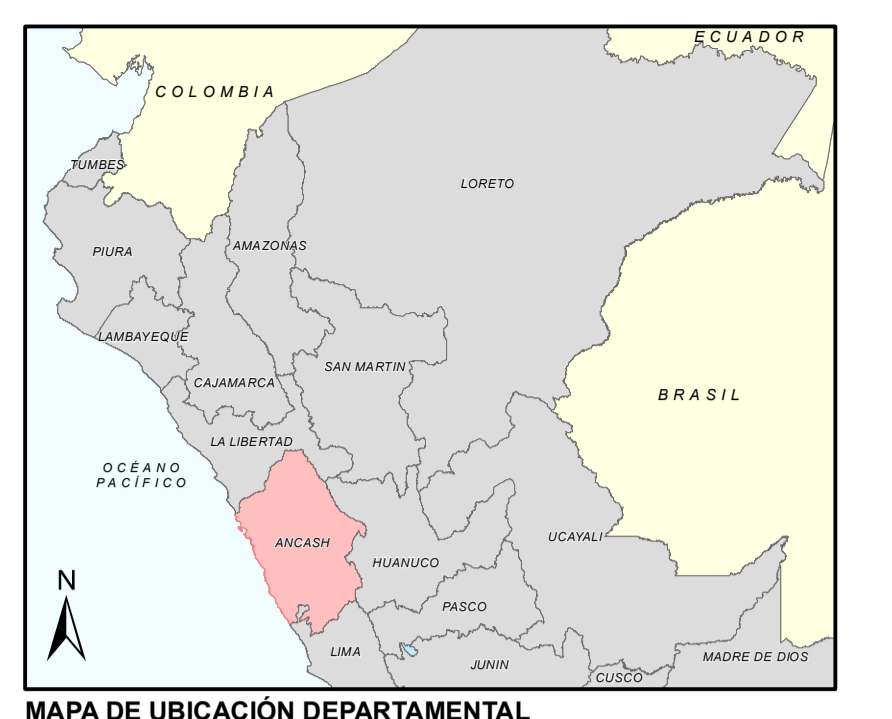 ECUADOR
COLOMBIA
TUMBES
LORETO
AMAZONAS
PIURA
LAMBAYEQUE
SAN MARTIN
CAJAMARCA
BRASIL
LA LIBERTAD
OCÉANO
PACÍFICO
ANCASH
UCAYALI
HUANUCO
N
PASCO
LIMA
MADRE DE DIOS
JUNIN
CUSCO
MAPA DE UBICACIÓN DEPARTAMENTAL